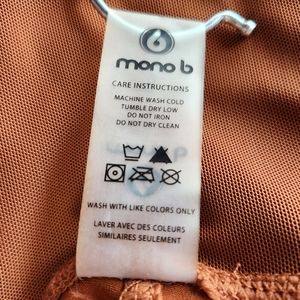 mono b
CARE INSTRUCTIONS
MACHINE WASH COLD
TUMBLE DRY LOW
DO NOT IRON
DO NOT DRY CLEAN
WASH WITH LIKE COLORS ONLY
LAVER AVEC DES COULEURS
SIMILAIRES SEULEMENT